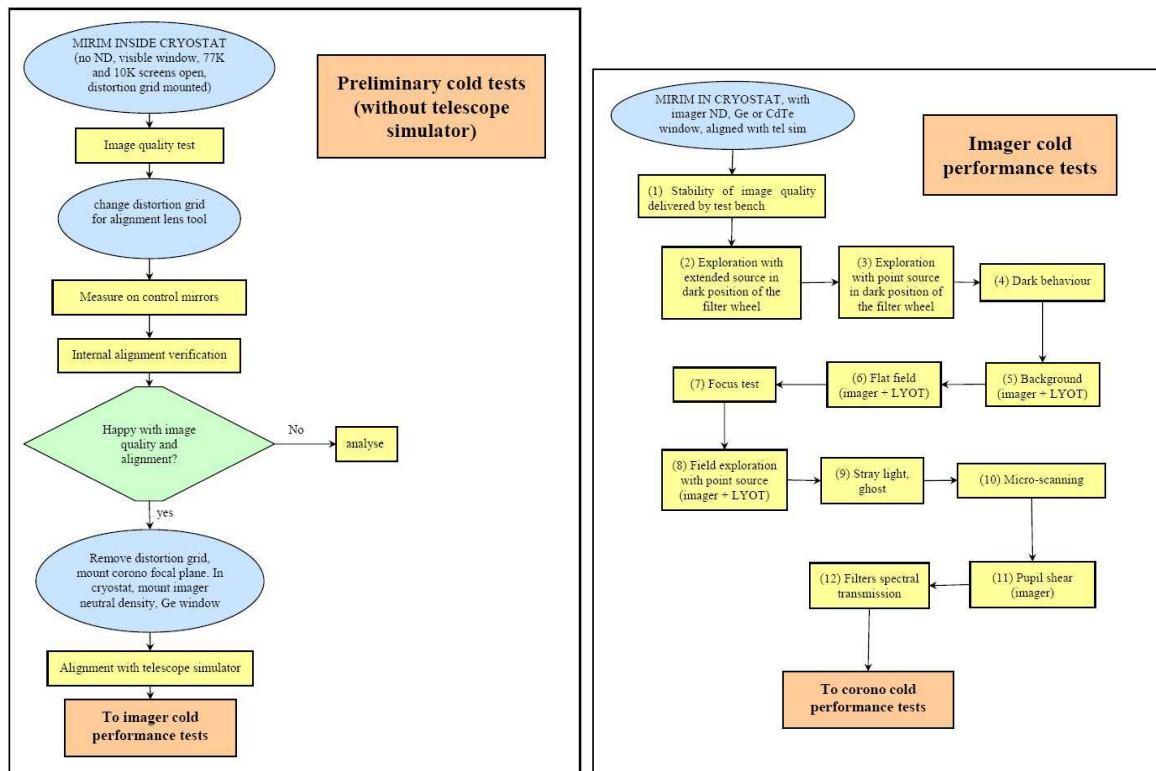 MIRIM INSIDE CRYOSTAT
(no ND, visible window, 77K
and 10K screens open,
distortion grid mounted)
Preliminary cold tests
(without telescope
simulator)
Image quality test
change distortion grid
for alignment lens tool
Measure on control mirrors
Internal alignment verification
Happy with image
quality and
alignment?
No
analyse
yes
Remove distortion grid,
mount corono focal plane. In
cryostat, mount imager
neutral density, Ge window
Alignment with telescope simulator
To imager cold
performance tests
MIRIM IN CRYOSTAT, with
imager ND, Ge or CdTe
window, aligned with tel sim
Imager cold
performance tests
(1) Stability of image quality
delivered by test bench
(2) Exploration with
extended source in
dark position of the
filter wheel
(3) Exploration
with point source
in dark position of
the filter wheel
(4) Dark behaviour
(5) Background
(imager + LYOT)
(6) Flat field
(imager + LYOT)
(7) Focus test
(8) Field exploration
with point source
(imager + LYOT)
(9) Stray light,
ghost
(10) Micro-scanning
(11) Pupil shear
(imager)
(12) Filters spectral
transmission
To corono cold
performance tests